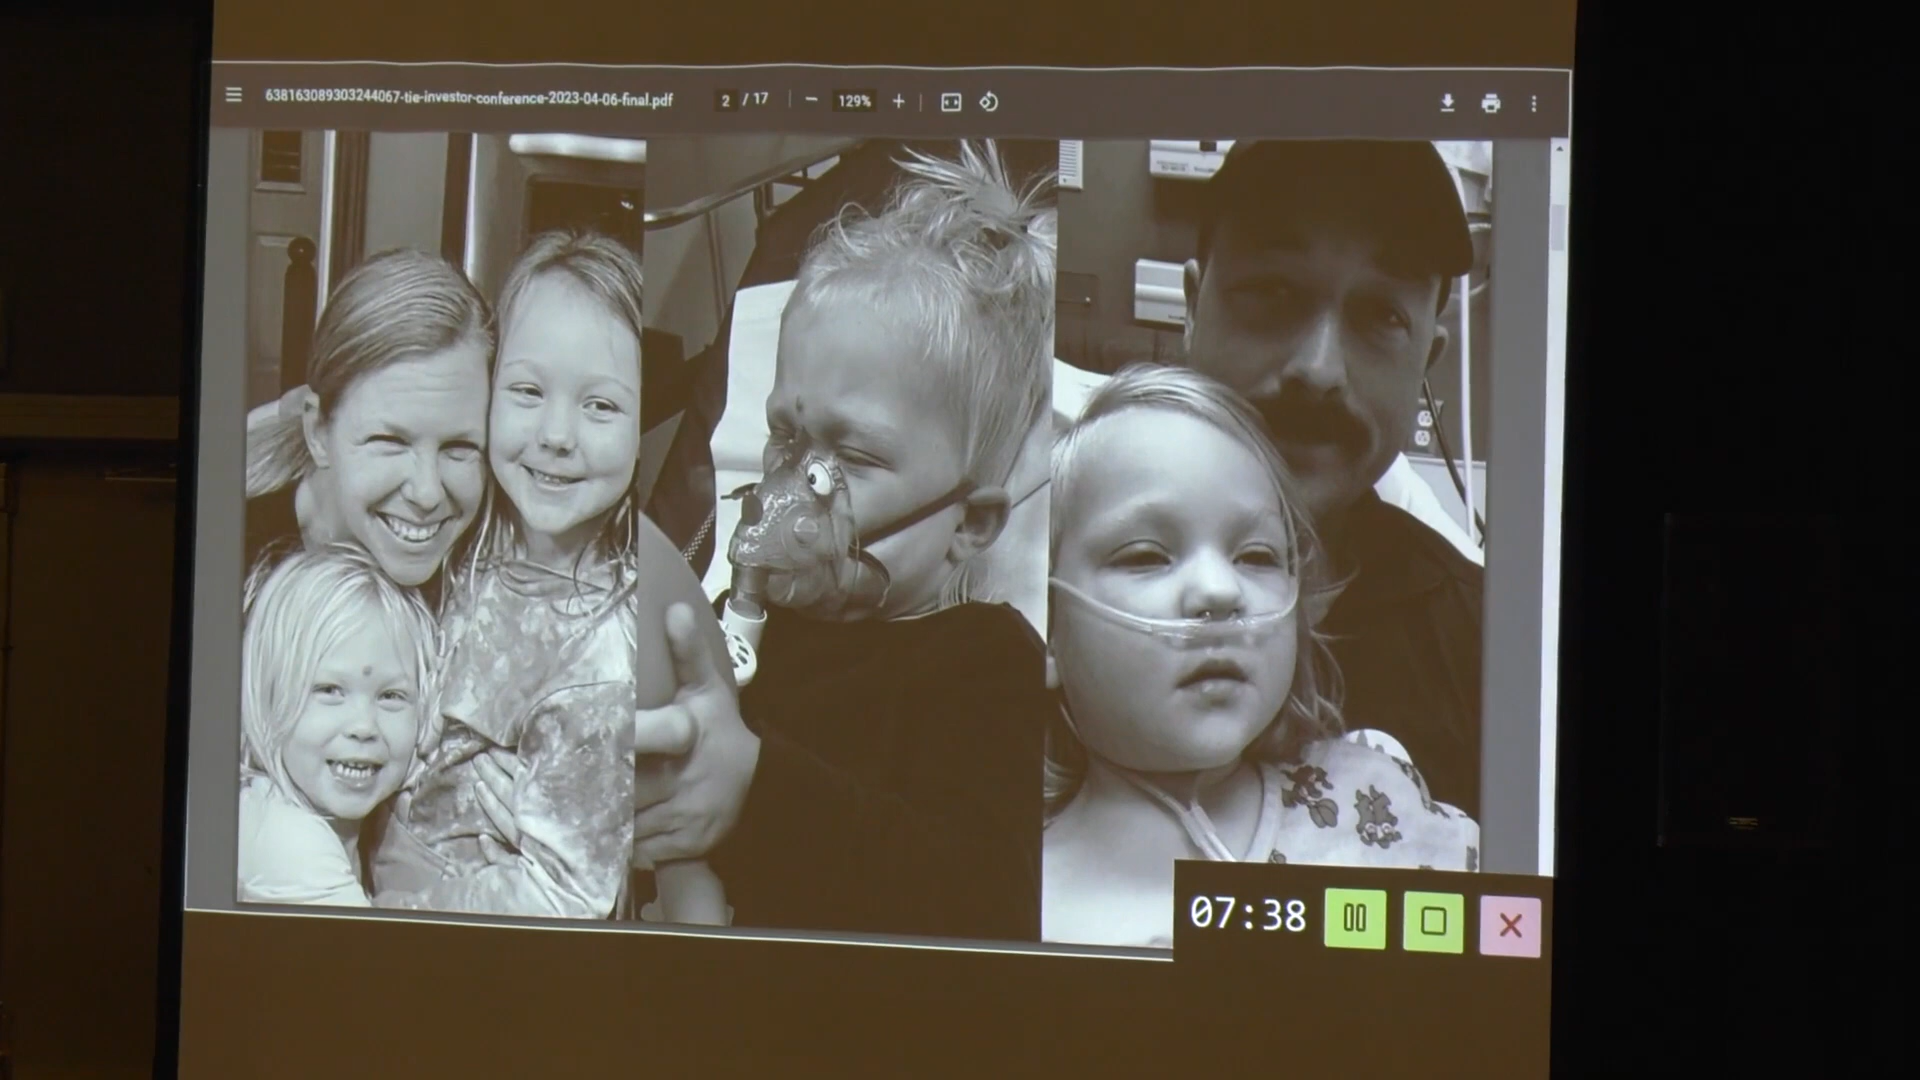 638163089303244067-tie-investor-conference-2023-04-06-final.pdf 2 / 17 − 129% +
07:38